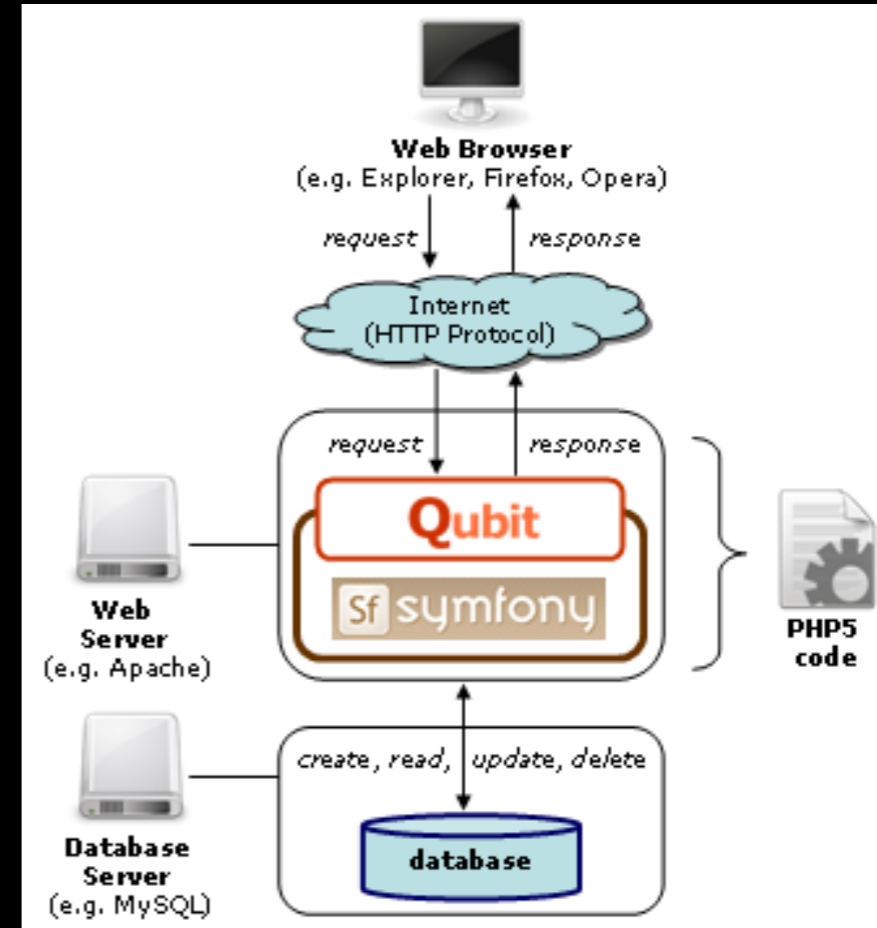 Web Browser
(e.g. Explorer, Firefox, Opera)
request
response
Internet
(HTTP Protocol)
request
response
Qubit
Sf symfony
Web
Server
(e.g. Apache)
PHP5
code
create, read, update, delete
database
Database
Server
(e.g. MySQL)